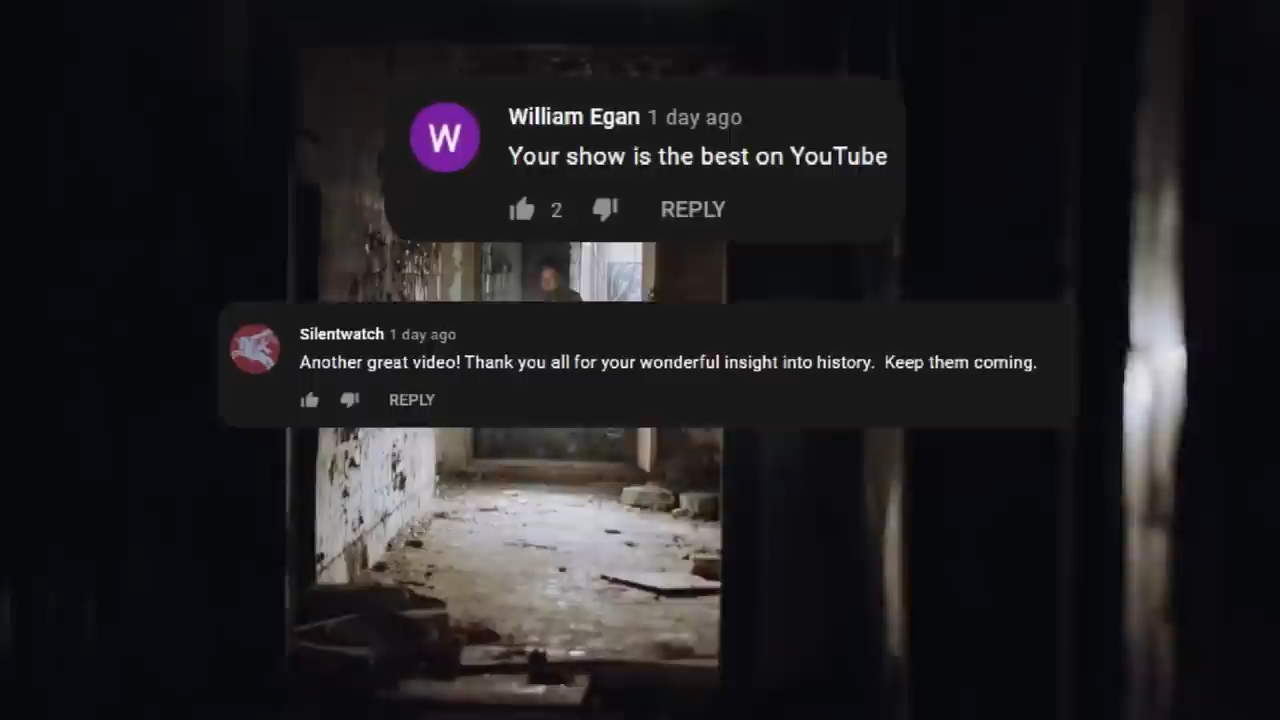 W
William Egan 1 day ago
Your show is the best on YouTube
2 REPLY
Silentwatch 1 day ago
Another great video! Thank you all for your wonderful insight into history. Keep them coming.
REPLY